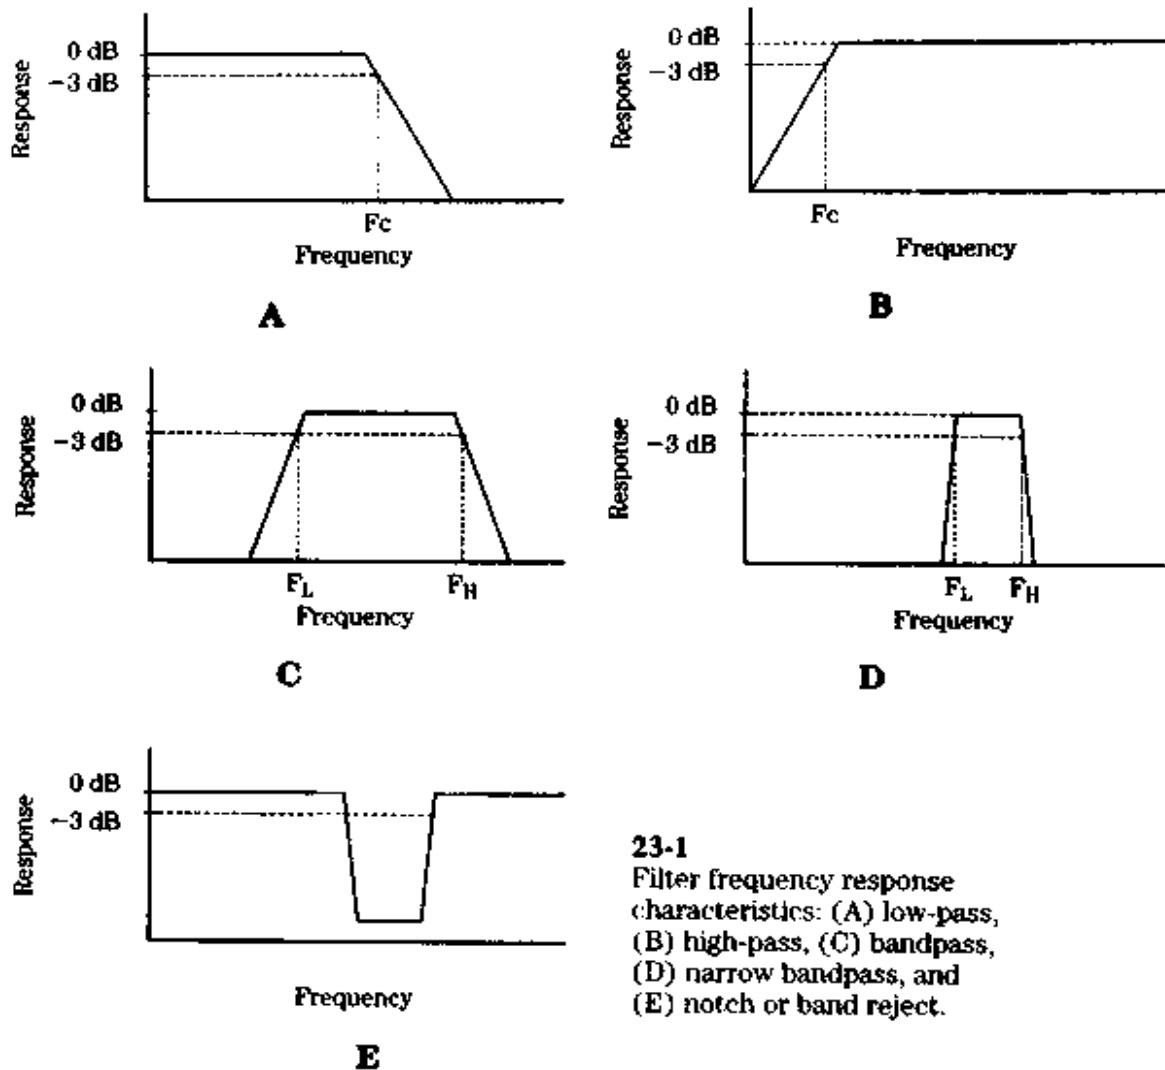 0 dB
−3 dB
Response
Fc
Frequency
A
0 dB
−3 dB
Response
Fc
Frequency
B
0 dB
−3 dB
Response
FL
FH
Frequency
C
0 dB
−3 dB
Response
FL
FH
Frequency
D
0 dB
−3 dB
Response
Frequency
E
23-1
Filter frequency response
characteristics: (A) low-pass,
(B) high-pass, (C) bandpass,
(D) narrow bandpass, and
(E) notch or band reject.